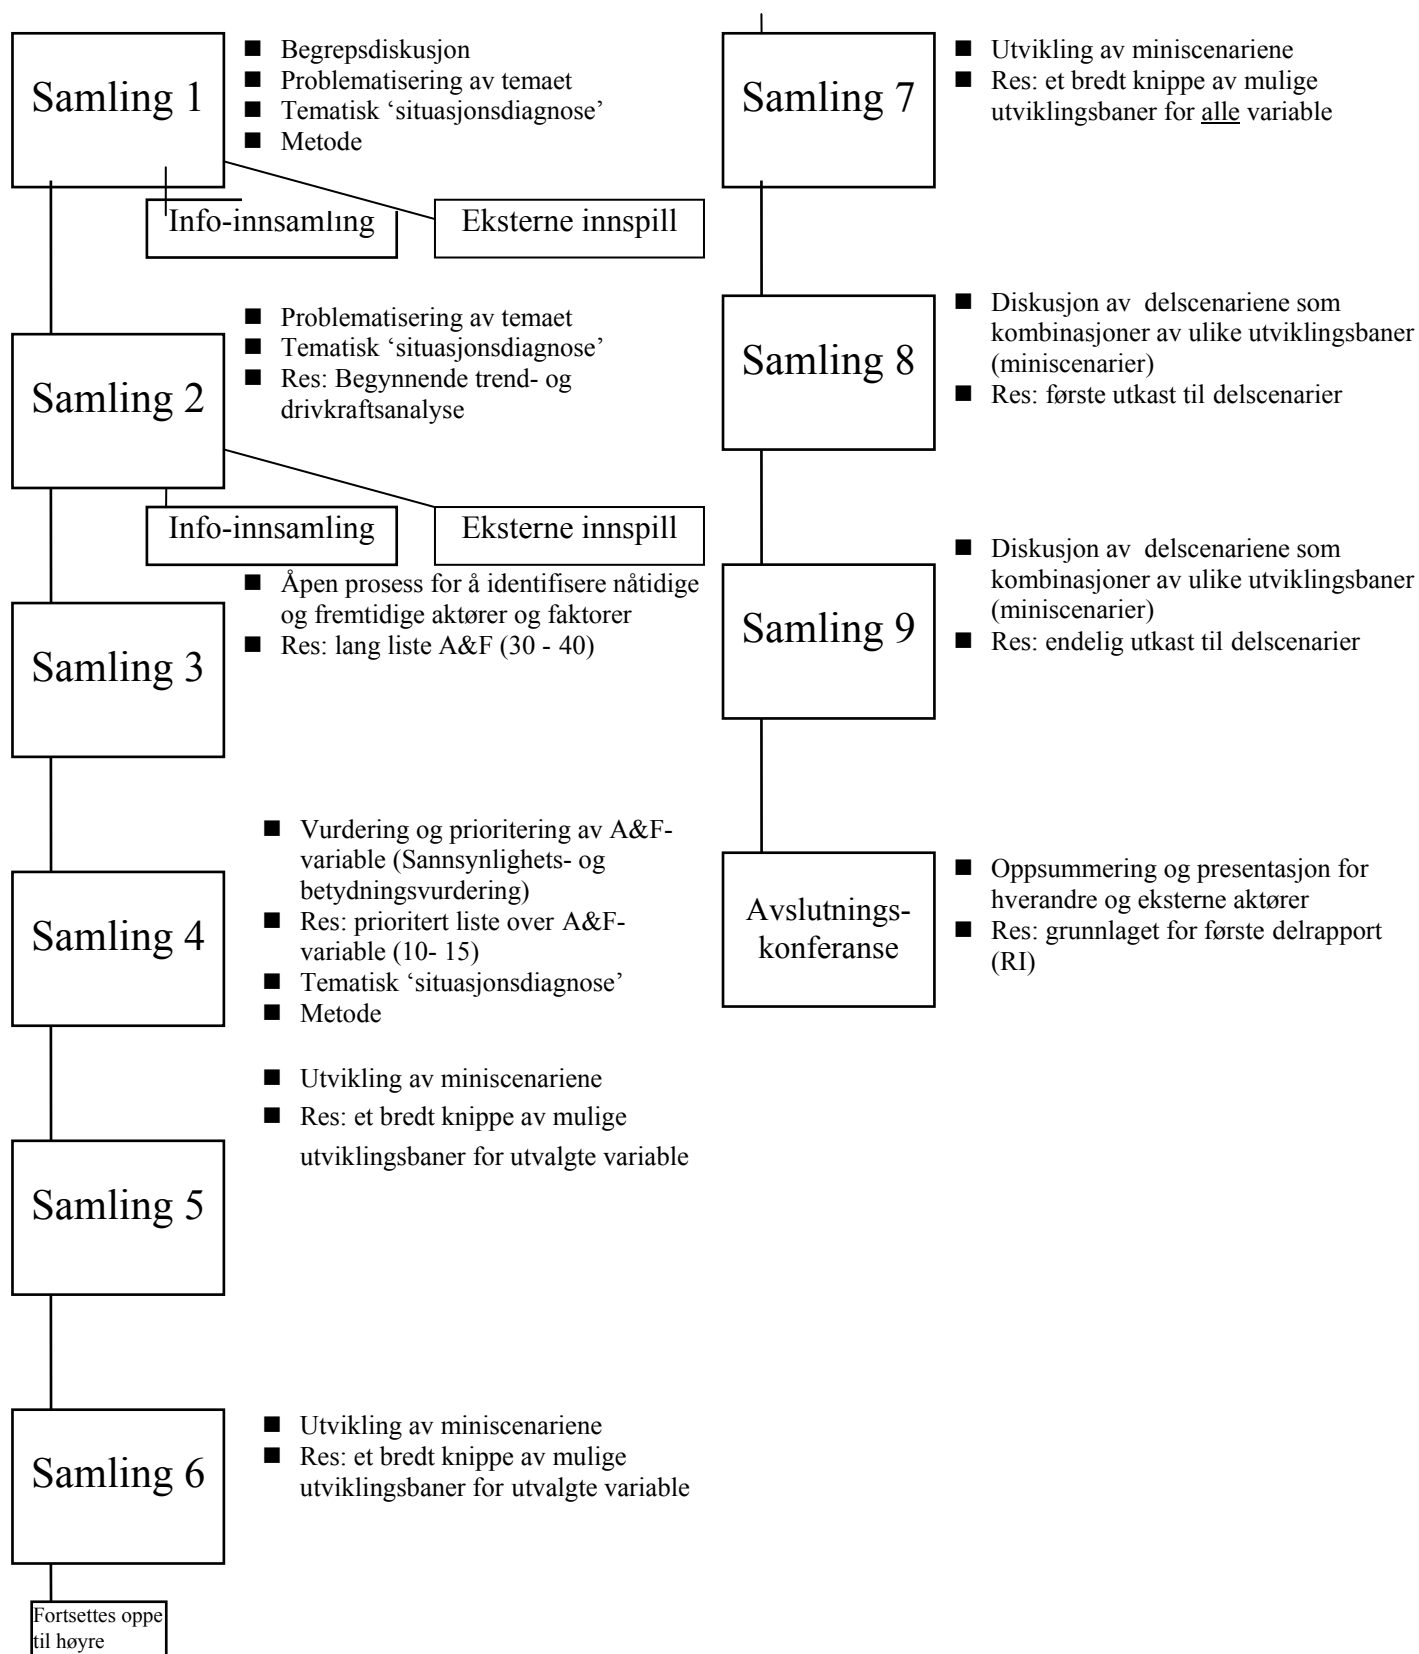 Samling 1
■ Begrepsdiskusjon
■ Problematisering av temaet
■ Tematisk ‘situasjonsdiagnose’
■ Metode
Info-innsamling
Eksterne innspill
Samling 2
■ Problematisering av temaet
■ Tematisk ‘situasjonsdiagnose’
■ Res: Begynnende trend- og
drivkraftsanalyse
Info-innsamling
Eksterne innspill
Samling 3
■ Åpen prosess for å identifisere nåtidige
og fremtidige aktører og faktorer
■ Res: lang liste A&F (30 - 40)
Samling 4
■ Vurdering og prioritering av A&F-
variable (Sannsynlighets- og
betydningsvurdering)
■ Res: prioritert liste over A&F-
variable (10- 15)
■ Tematisk ‘situasjonsdiagnose’
■ Metode
Samling 5
■ Utvikling av miniscenariene
■ Res: et bredt knippe av mulige
utviklingsbaner for utvalgte variable
Samling 6
■ Utvikling av miniscenariene
■ Res: et bredt knippe av mulige
utviklingsbaner for utvalgte variable
Fortsettes oppe
til høyre
Samling 7
■ Utvikling av miniscenariene
■ Res: et bredt knippe av mulige
utviklingsbaner for alle variable
Samling 8
■ Diskusjon av delscenariene som
kombinasjoner av ulike utviklingsbaner
(miniscenarier)
■ Res: første utkast til delscenarier
Samling 9
■ Diskusjon av delscenariene som
kombinasjoner av ulike utviklingsbaner
(miniscenarier)
■ Res: endelig utkast til delscenarier
Avslutnings-
konferanse
■ Oppsummering og presentasjon for
hverandre og eksterne aktører
■ Res: grunnlaget for første delrapport
(RI)